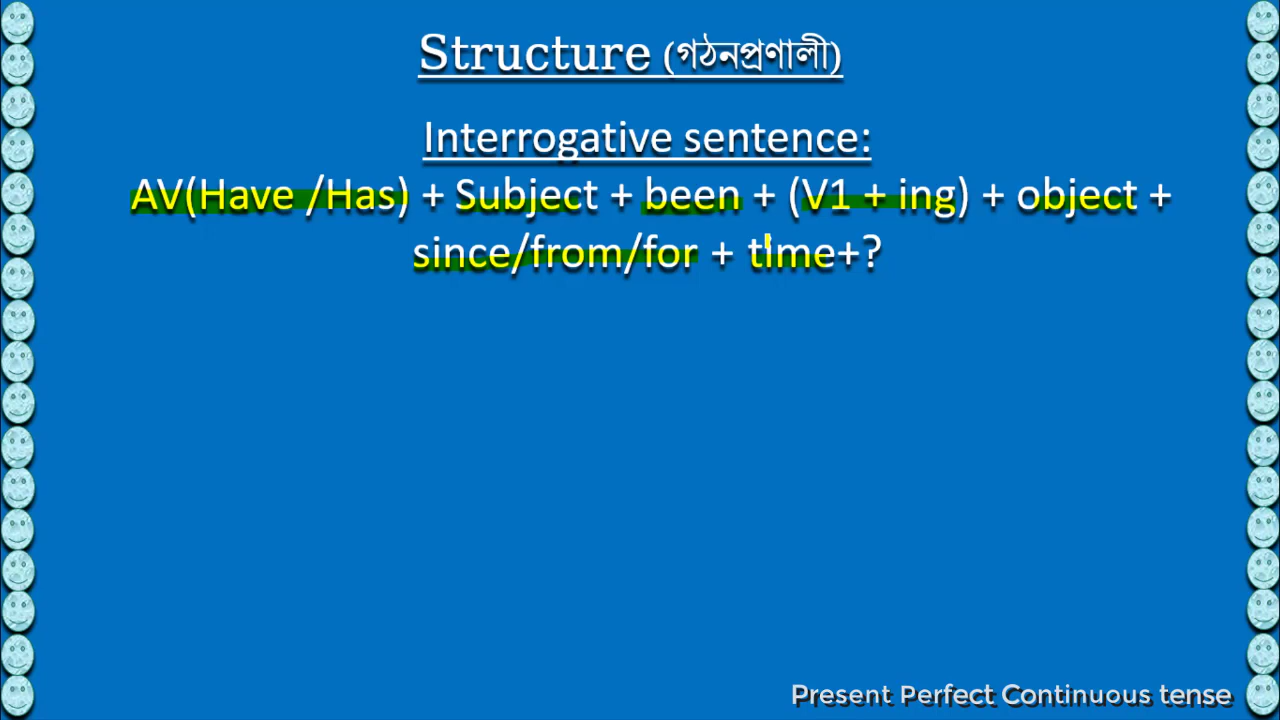 Structure (গঠনপ্রণালী)
Interrogative sentence:
AV(Have /Has) + Subject + been + (V1 + ing) + object +
since/from/for + time+?
Present Perfect Continuous tense